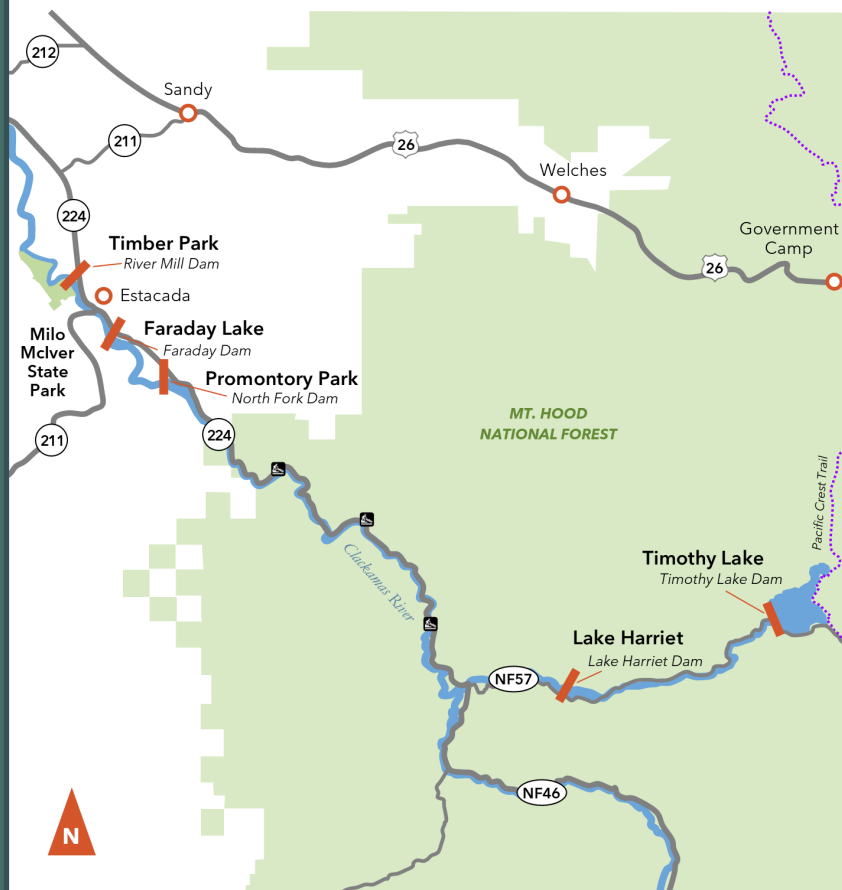 212
Sandy
211
26
Welches
224
Government
Camp
26
Timber Park
River Mill Dam
Estacada
Faraday Lake
Faraday Dam
Milo
McIver
State
Park
Promontory Park
North Fork Dam
MT. HOOD
NATIONAL FOREST
224
211
Pacific Crest Trail
Clackamas River
Timothy Lake
Timothy Lake Dam
Lake Harriet
Lake Harriet Dam
NF57
NF46
N